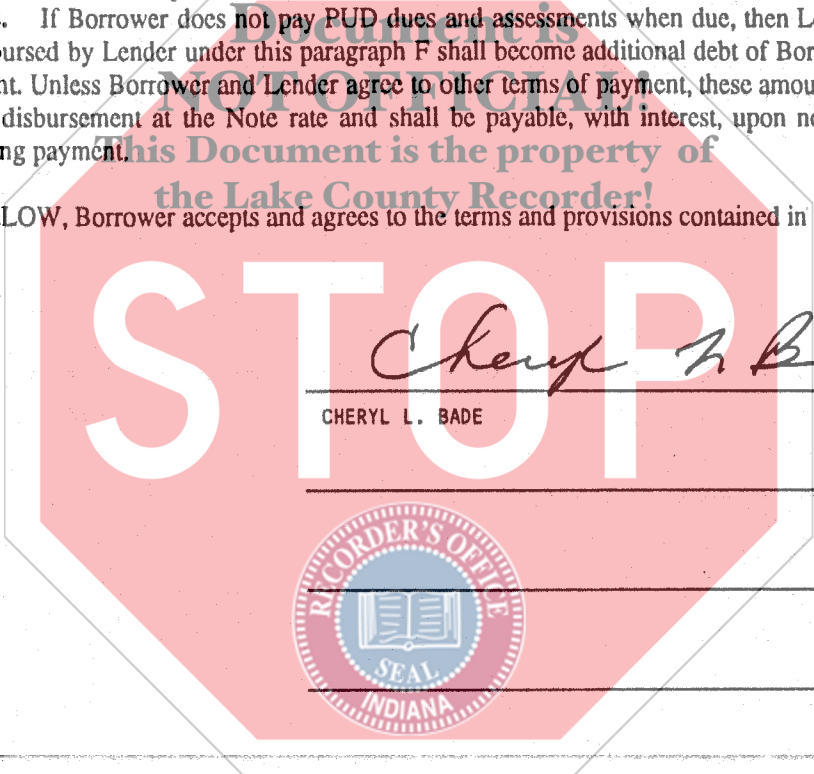 Document is
. If Borrower does not pay PUD dues and assessments when due, then L
ursed by Lender under this paragraph F shall become additional debt of Bor
nt. Unless Borrower and Lender agree to other terms of payment, these amou
NOT OFFICIAL!
disbursement at the Note rate and shall be payable, with interest, upon no
ng payment.
This Document is the property of
the Lake County Recorder!
LOW, Borrower accepts and agrees to the terms and provisions contained in
STOP
Cheryl L B
CHERYL L. BADE
RECORDER'S OFFICE
SEAL
INDIANA